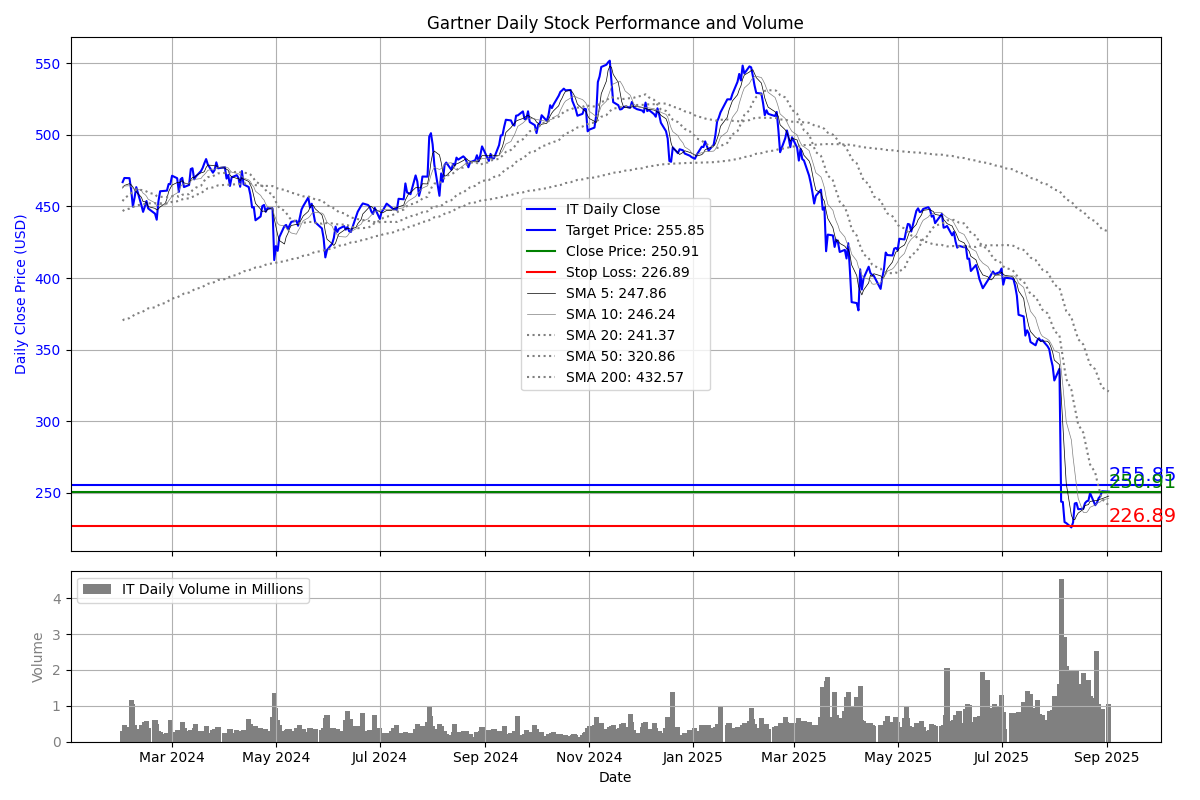 Gartner Daily Stock Performance and Volume
Daily Close Price (USD)
550
500
450
400
350
300
250
IT Daily Close
Target Price: 255.85
Close Price: 250.91
Stop Loss: 226.89
SMA 5: 247.86
SMA 10: 246.24
SMA 20: 241.37
SMA 50: 320.86
SMA 200: 432.57
255.85
250.91
226.89
IT Daily Volume in Millions
Volume
4
3
2
1
0
Mar 2024 May 2024 Jul 2024 Sep 2024 Nov 2024 Jan 2025 Mar 2025 May 2025 Jul 2025 Sep 2025
Date